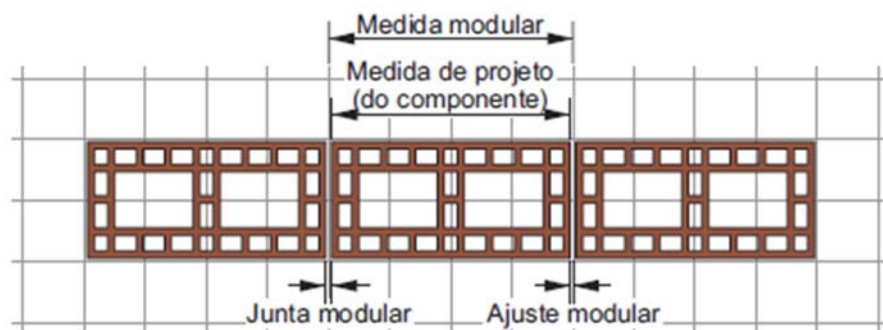 Medida modular
Medida de projeto
(do componente)
Junta modular
Ajuste modular